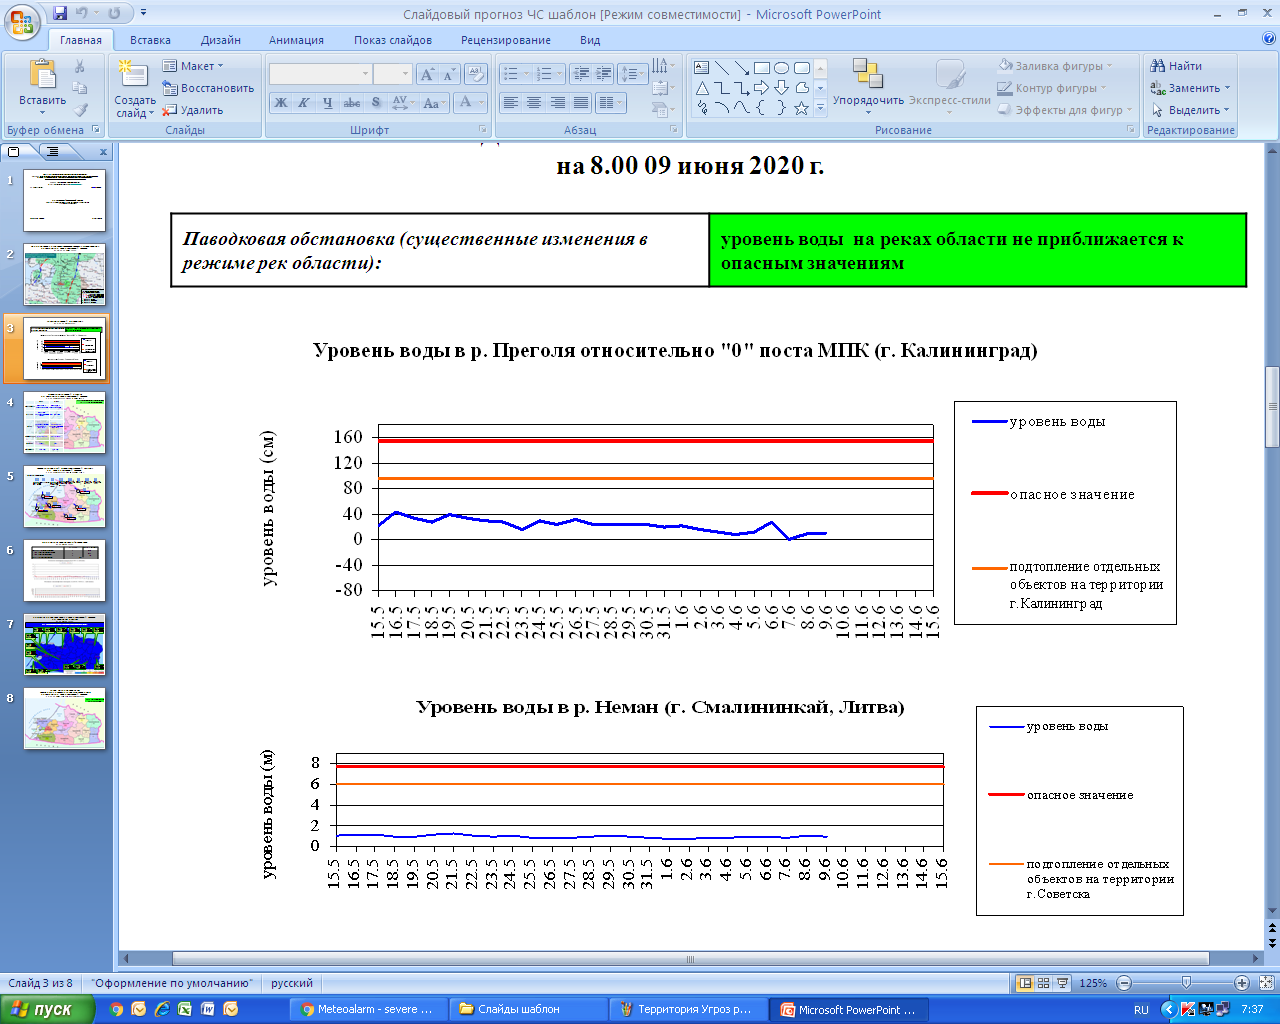 Слайдовый прогноз ЧС шаблон [Режим совместимости] - Microsoft PowerPoint
Главная Вставка Дизайн Анимация Показ слайдов Рецензирование Вид
Вставить
Буфер обмена
Создать слайд
Макет
Восстановить
Удалить
Слайды
Ж К Ч abc S AV Aa A
Шрифт
Абзац
Упорядочить
Экспресс-стили
Заливка фигуры
Контур фигуры
Эффекты для фигур
Рисование
Найти
Заменить
Выделить
Редактирование
1
2
3
4
5
6
7
8
на 8.00 09 июня 2020 г.
Паводковая обстановка (существенные изменения в
режиме рек области):
уровень воды на реках области не приближается к
опасным значениям
Уровень воды в р. Преголя относительно "0" поста МПК (г. Калининград)
уровень воды (см)
160
120
80
40
0
-40
-80
15.5 16.5 17.5 18.5 19.5 20.5 21.5 22.5 23.5 24.5 25.5 26.5 27.5 28.5 29.5 30.5 31.5 1.6 2.6 3.6 4.6 5.6 6.6 7.6 8.6 9.6 10.6 11.6 12.6 13.6 14.6 15.6
уровень воды
опасное значение
подтопление отдельных
объектов на территории
г.Калининград
Уровень воды в р. Неман (г. Смалининкай, Литва)
уровень воды (м)
8
6
4
2
0
15.5 16.5 17.5 18.5 19.5 20.5 21.5 22.5 23.5 24.5 25.5 26.5 27.5 28.5 29.5 30.5 31.5 1.6 2.6 3.6 4.6 5.6 6.6 7.6 8.6 9.6 10.6 11.6 12.6 13.6 14.6 15.6
уровень воды
опасное значение
подтопление отдельных
объектов на территории
г.Советска
Слайд 3 из 8 "Оформление по умолчанию" русский 125%
пуск
Meteoalarm - severe ...
Слайды шаблон
Территория Угроз р...
Microsoft PowerPoint ...
RU 7:37